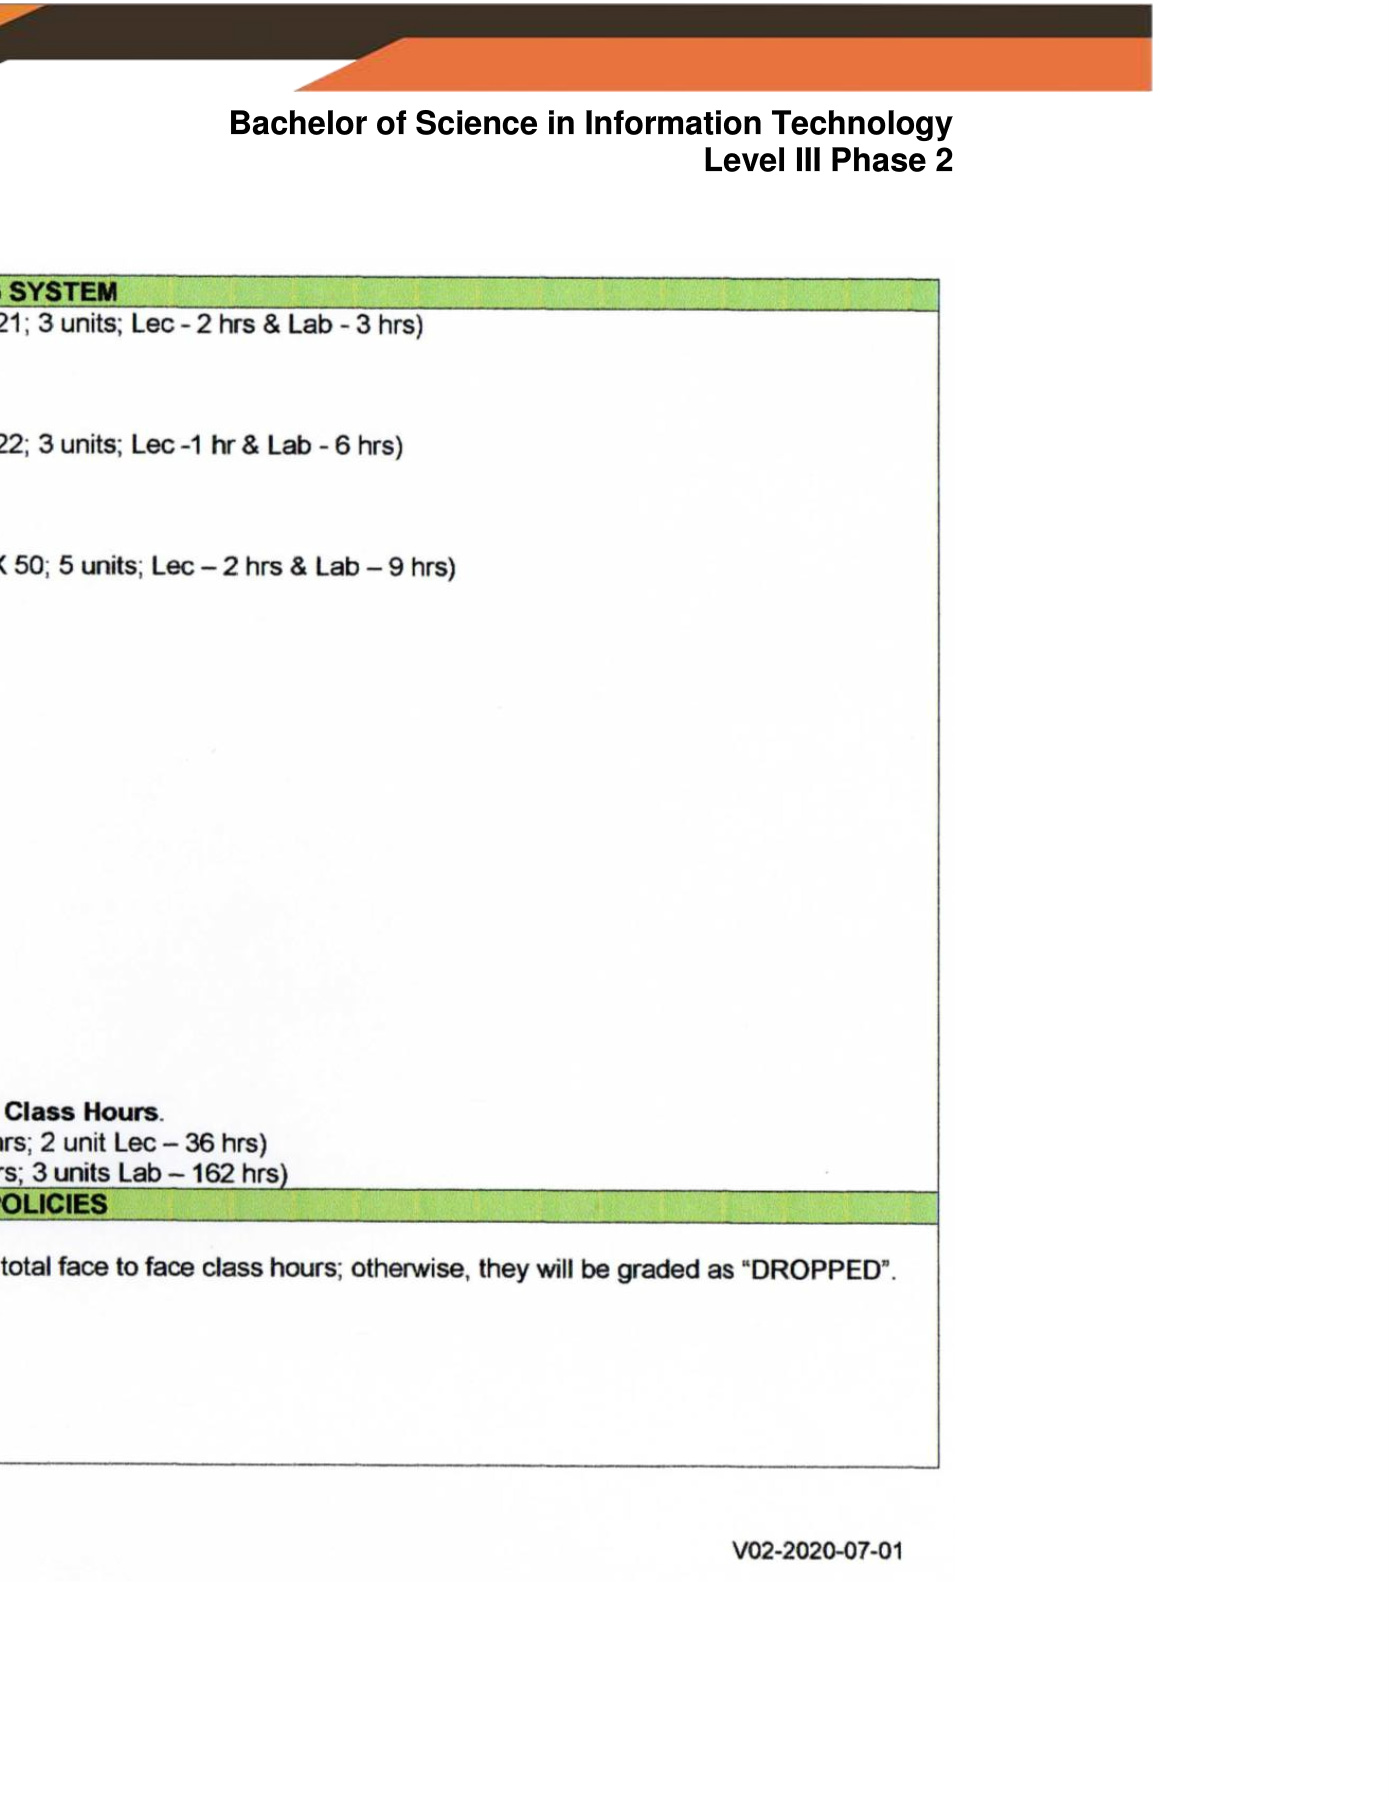 Bachelor of Science in Information Technology
Level III Phase 2
SYSTEM
21; 3 units; Lec - 2 hrs & Lab - 3 hrs)
22; 3 units; Lec -1 hr & Lab - 6 hrs)
50; 5 units; Lec – 2 hrs & Lab – 9 hrs)
Class Hours.
rs; 2 unit Lec – 36 hrs)
s; 3 units Lab – 162 hrs)
OLICIES
total face to face class hours; otherwise, they will be graded as “DROPPED”.
V02-2020-07-01